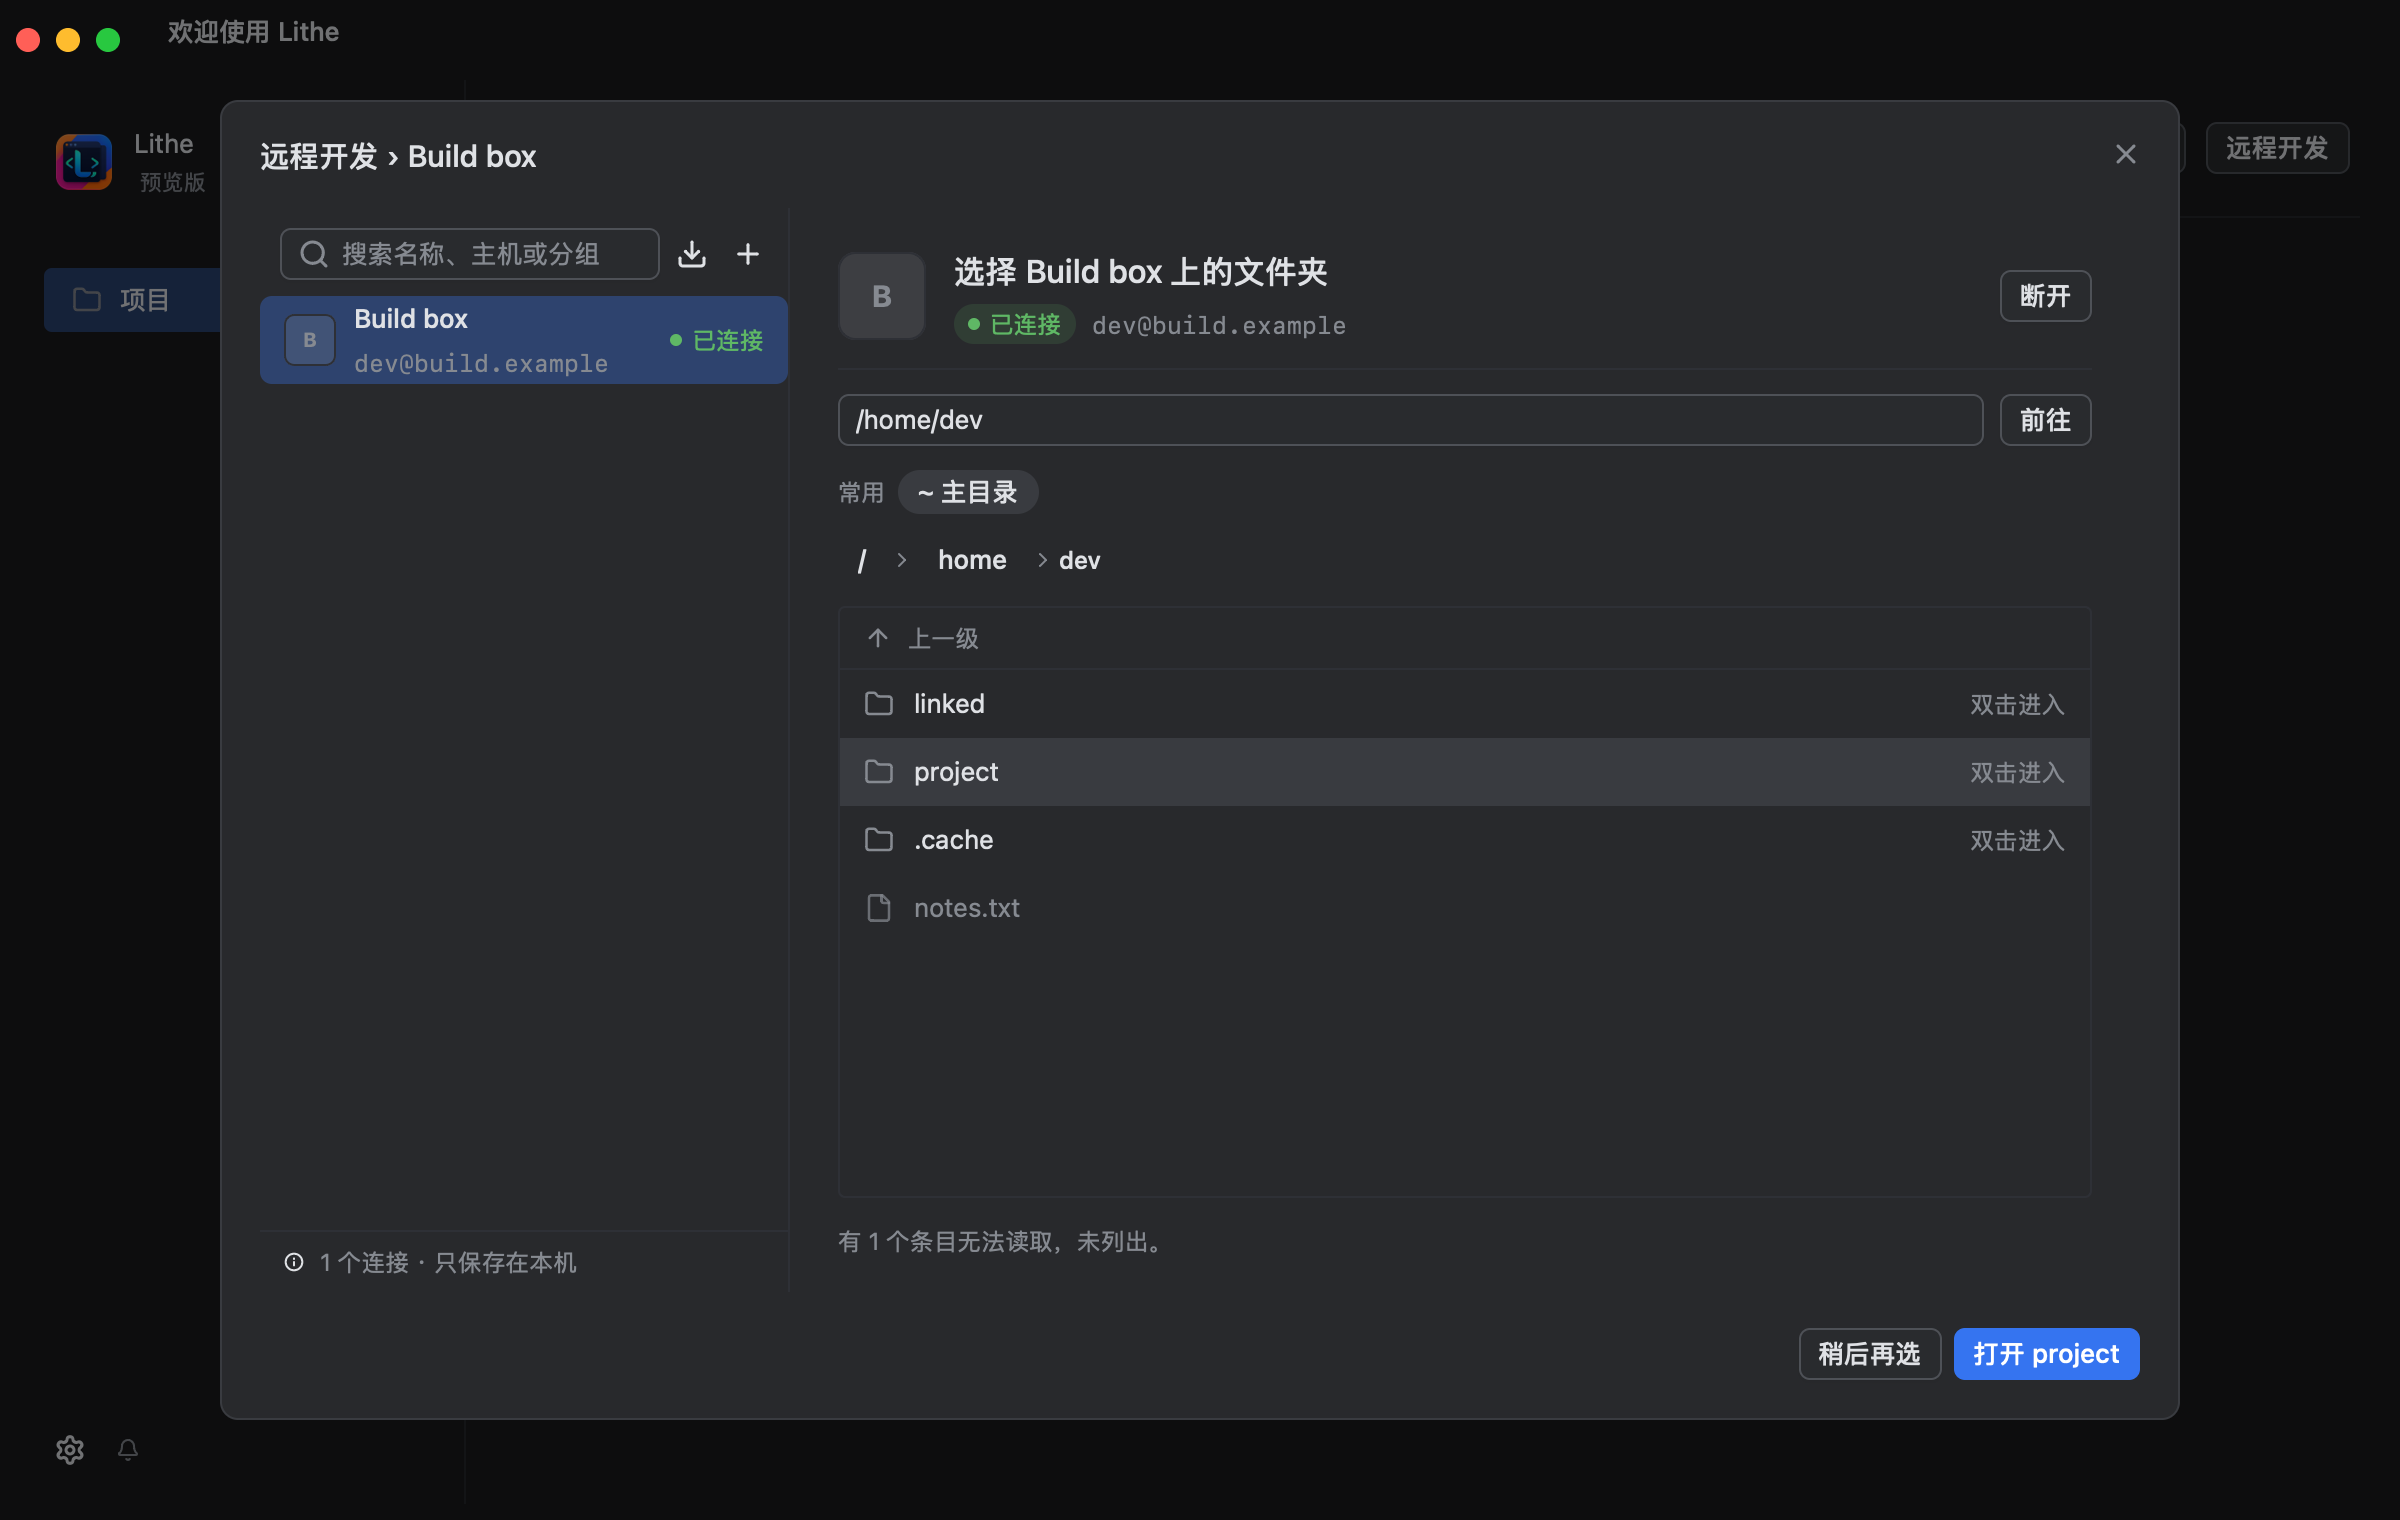 欢迎使用 Lithe
Lithe
预览版
远程开发
项目
远程开发 › Build box
搜索名称、主机或分组
B
Build box
dev@build.example
已连接
B
选择 Build box 上的文件夹
已连接
dev@build.example
断开
/home/dev
前往
常用
~ 主目录
/ › home › dev
上一级
linked
双击进入
project
双击进入
.cache
双击进入
notes.txt
有 1 个条目无法读取，未列出。
1 个连接 · 只保存在本机
稍后再选
打开 project